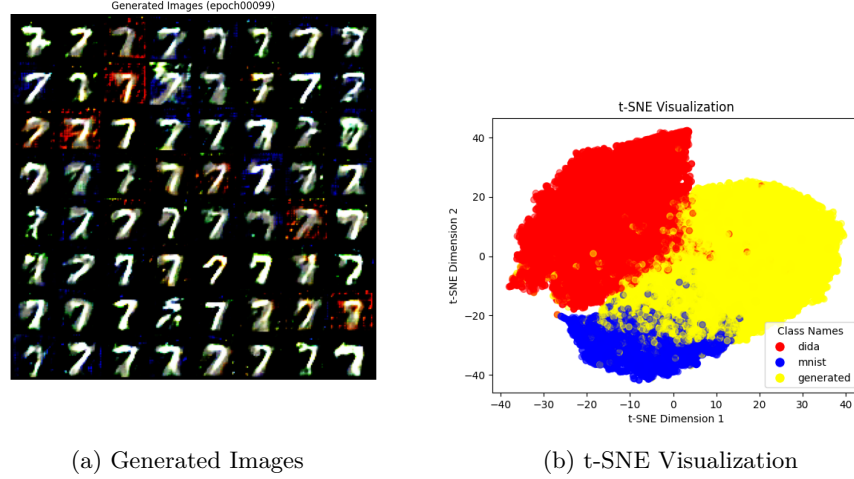 Generated Images (epoch00099)
t-SNE Visualization
t-SNE Dimension 2
40
20
0
−20
−40
−40
−30
−20
−10
0
10
20
30
40
t-SNE Dimension 1
Class Names
dida
mnist
generated
(a) Generated Images
(b) t-SNE Visualization